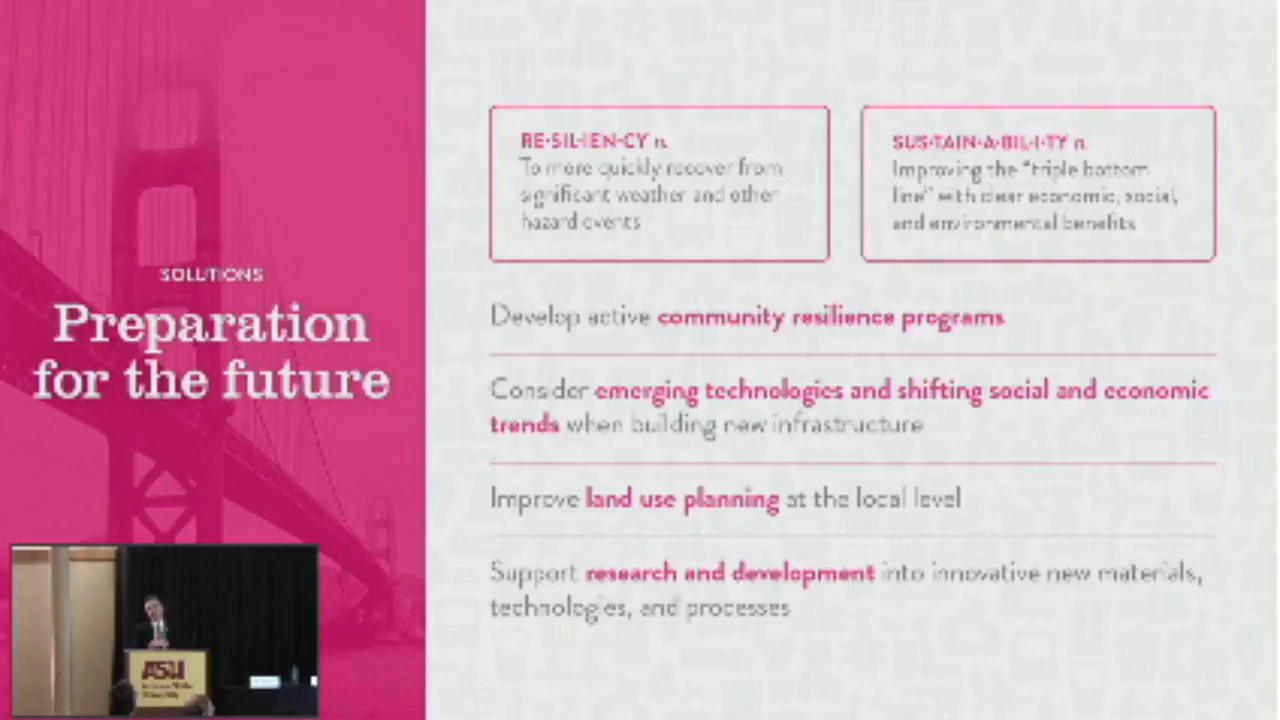 SOLUTIONS
Preparation
for the future
RE·SIL·IEN·CY n.
To more quickly recover from
significant weather and other
hazard events
SUS·TAIN·A·BIL·I·TY n.
Improving the “triple bottom
line” with clear economic, social,
and environmental benefits
Develop active community resilience programs
Consider emerging technologies and shifting social and economic
trends when building new infrastructure
Improve land use planning at the local level
Support research and development into innovative new materials,
technologies, and processes
ASU